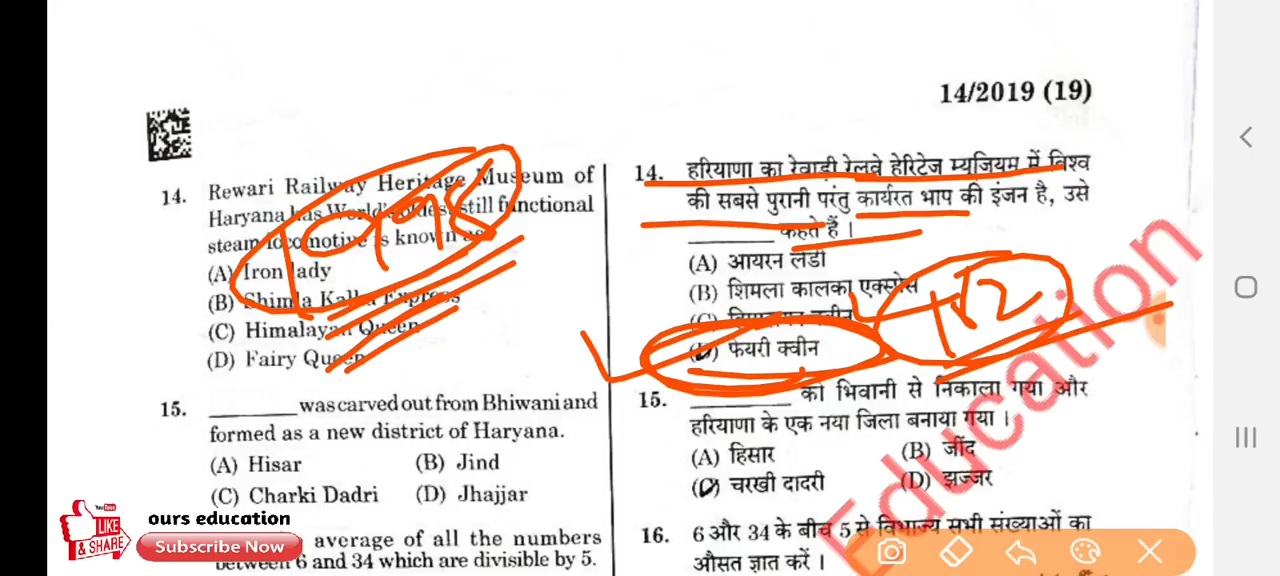 14/2019 (19)
14. Rewari Railway Heritage Museum of
Haryana has World's oldest still functional
steam locomotive is known as
(A) Iron lady
(B) Shimla Kalka Express
(C) Himalayan Queen
(D) Fairy Queen
15. ________ was carved out from Bhiwani and
formed as a new district of Haryana.
(A) Hisar (B) Jind
(C) Charki Dadri (D) Jhajjar
average of all the numbers
between 6 and 34 which are divisible by 5.
14. हरियाणा का रेवाड़ी रेलवे हेरिटेज म्यूजियम में विश्व
की सबसे पुरानी परंतु कार्यरत भाप की इंजन है, उसे
________ कहते हैं ।
(A) आयरन लेडी
(B) शिमला कालका एक्सप्रेस
(C) हिमालयन क्वीन
(D) फेयरी क्वीन
15. ________ को भिवानी से निकाला गया और
हरियाणा के एक नया जिला बनाया गया ।
(A) हिसार (B) जींद
(C) चरखी दादरी (D) झज्जर
16. 6 और 34 के बीच 5 से विभाज्य सभी संख्याओं का
औसत ज्ञात करें ।
1998
Education
YouTube
LIKE
& SHARE
ours education
Subscribe Now